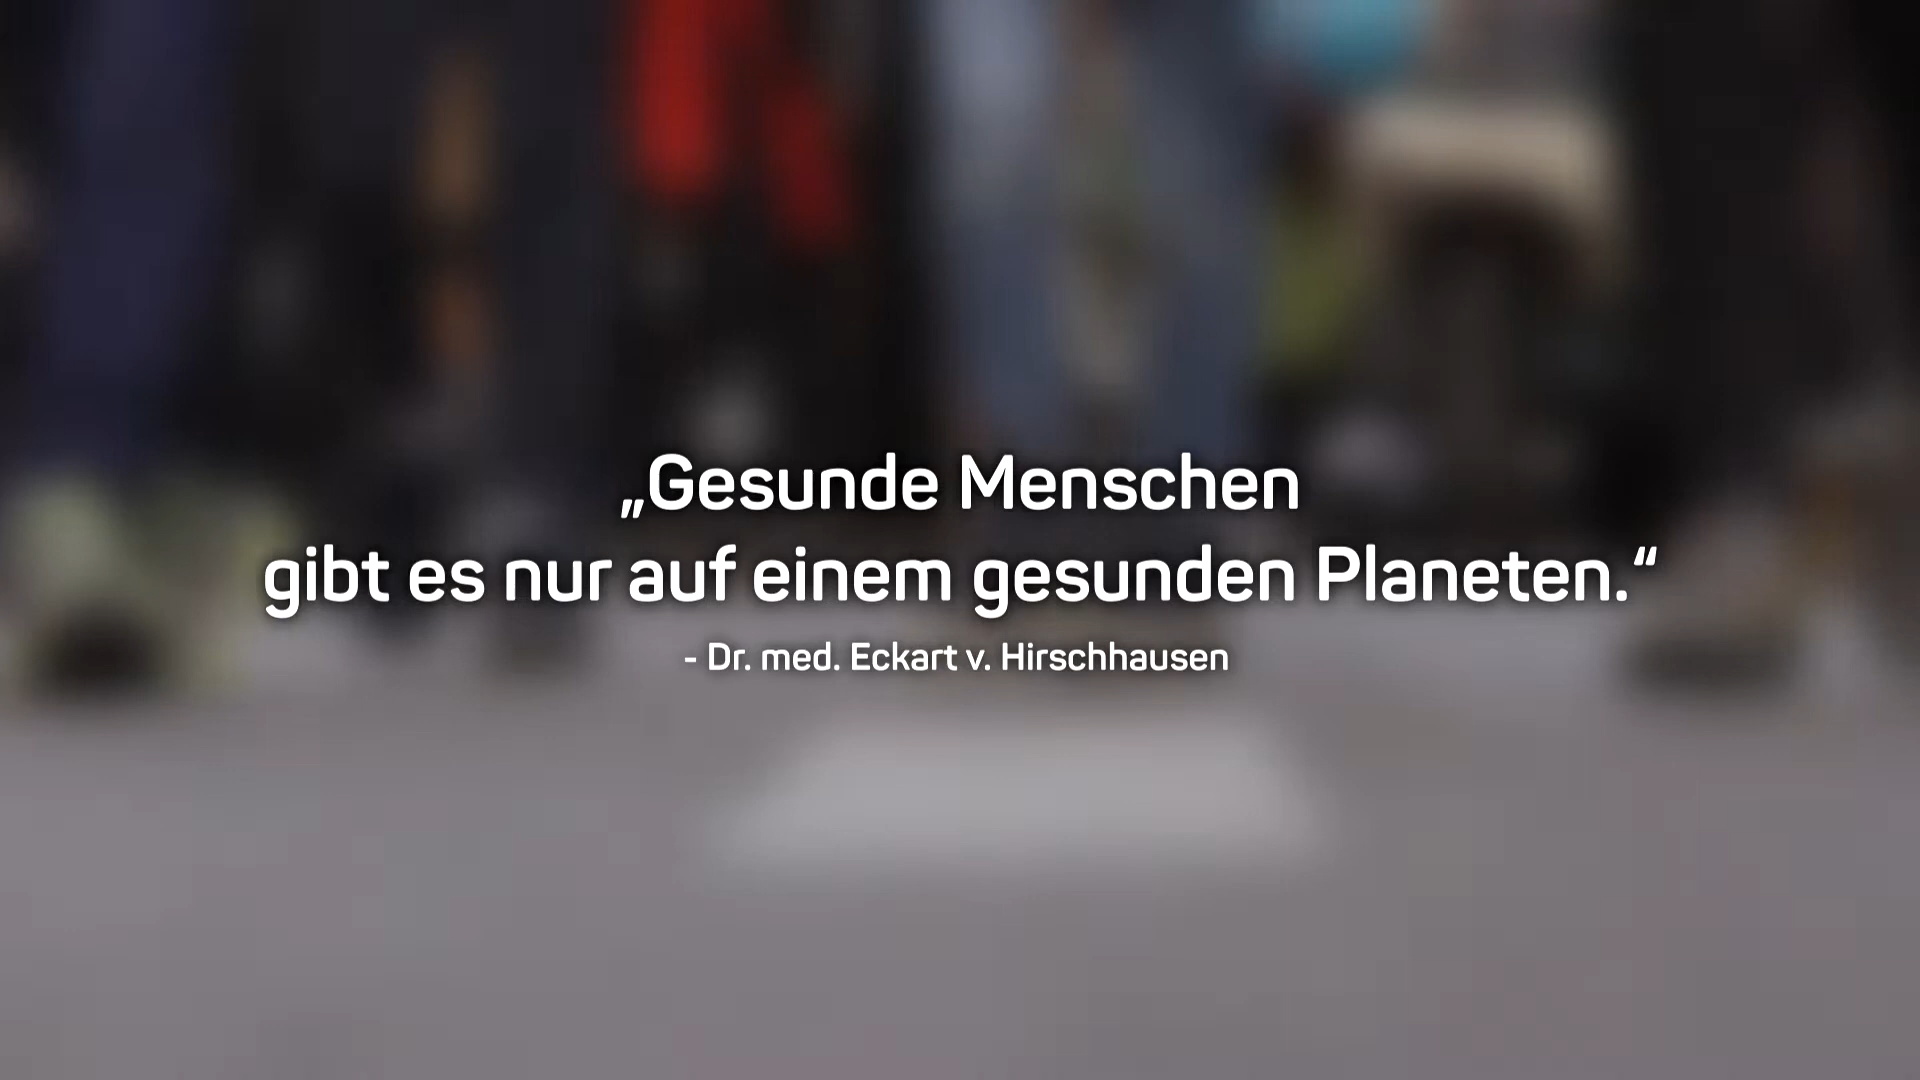 „Gesunde Menschen
gibt es nur auf einem gesunden Planeten.“
- Dr. med. Eckart v. Hirschhausen